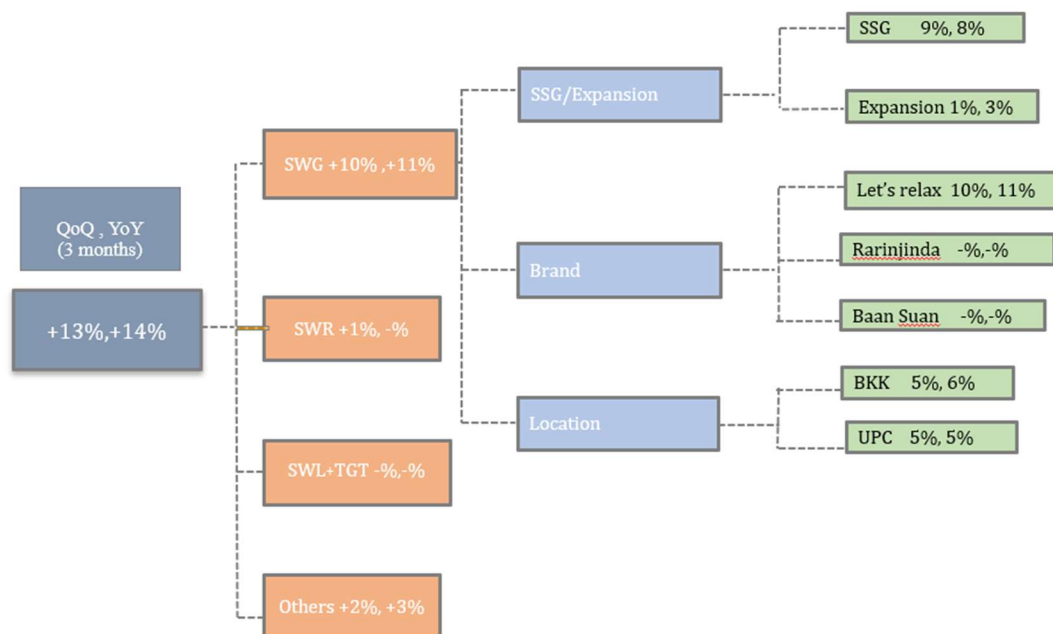 QoQ , YoY
(3 months)
+13%,+14%
SWG +10% ,+11%
SWR +1%, -%
SWL+TGT -%,-%
Others +2%, +3%
SSG/Expansion
Brand
Location
SSG 9%, 8%
Expansion 1%, 3%
Let’s relax 10%, 11%
Rarinjinda -%,-%
Baan Suan -%,-%
BKK 5%, 6%
UPC 5%, 5%